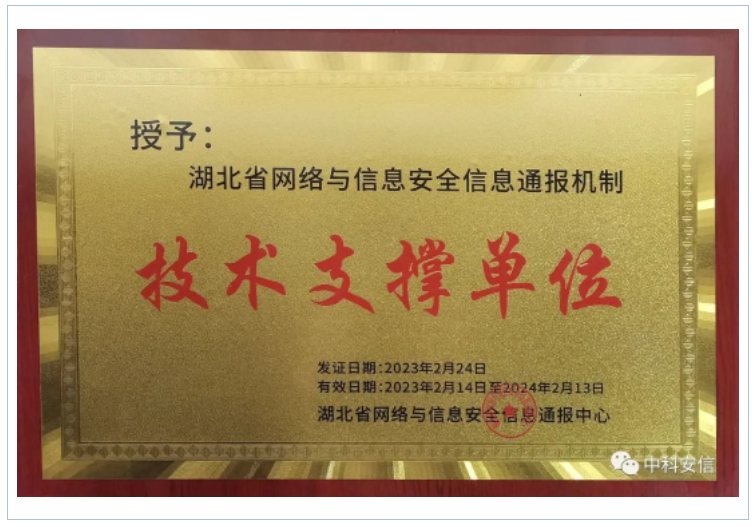 授予：
湖北省网络与信息安全信息通报机制
技术支撑单位
发证日期:2023年2月24日
有效日期:2023年2月14日至2024年2月13日
湖北省网络与信息安全信息通报中心
中科安信